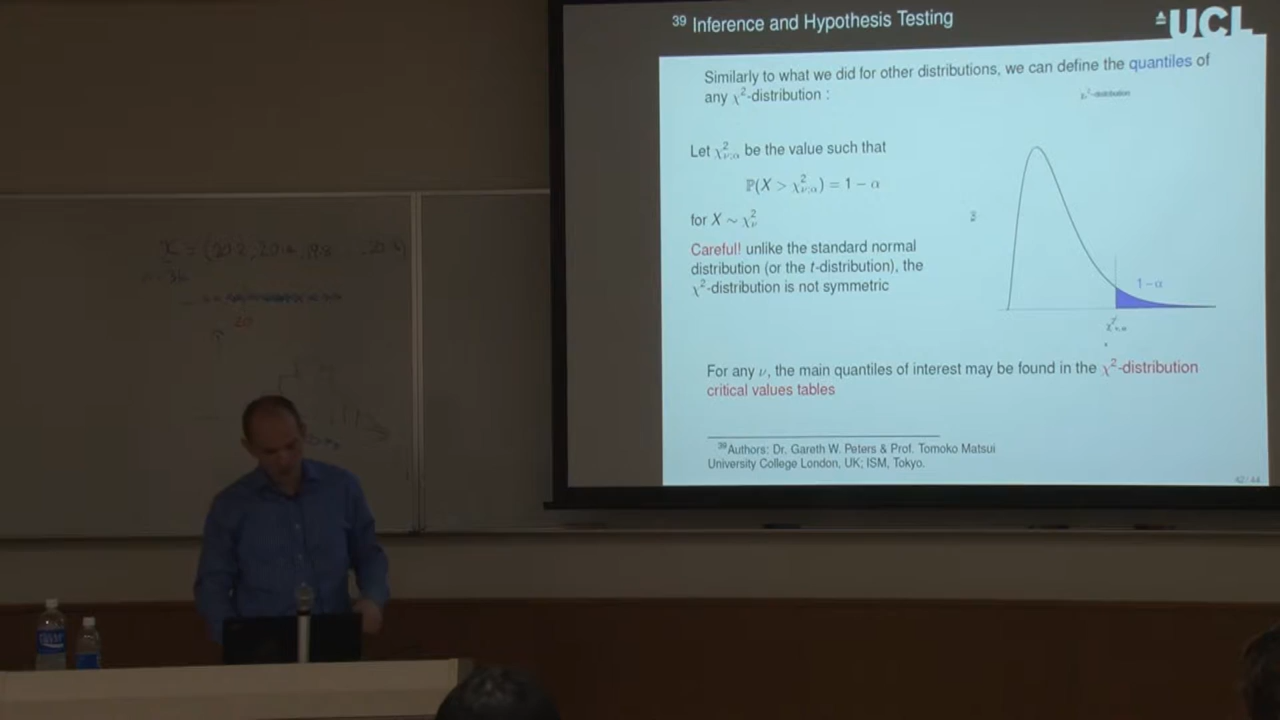 39 Inference and Hypothesis Testing
UCL
Similarly to what we did for other distributions, we can define the quantiles of
any χ²-distribution :
χ²-distribution
Let χ²ν;α be the value such that
ℙ(X > χ²ν;α) = 1 − α
for X ∼ χ²ν
Careful! unlike the standard normal
distribution (or the t-distribution), the
χ²-distribution is not symmetric
1−α
For any ν, the main quantiles of interest may be found in the χ²-distribution
critical values tables
39Authors: Dr. Gareth W. Peters & Prof. Tomoko Matsui
University College London, UK; ISM, Tokyo.
42 / 44